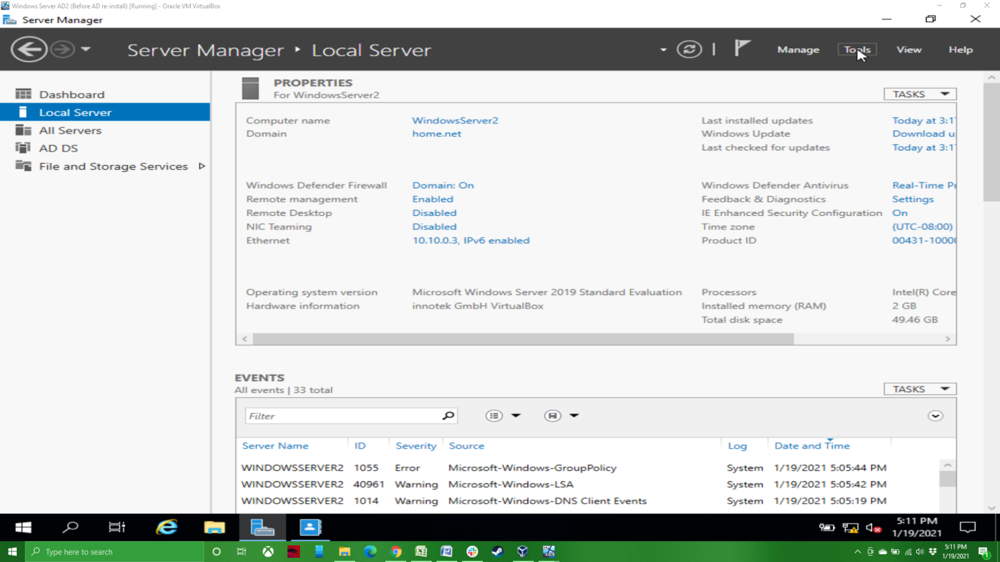 Windows Server AD2 (Before AD re-install) [Running] - Oracle VM VirtualBox
Server Manager
Server Manager ‣ Local Server
Manage Tools View Help
Dashboard
Local Server
All Servers
AD DS
File and Storage Services
PROPERTIES
For WindowsServer2
TASKS
Computer name WindowsServer2 Last installed updates Today at 3:1
Domain home.net Windows Update Download u
Last checked for updates Today at 3:1
Windows Defender Firewall Domain: On Windows Defender Antivirus Real-Time Pr
Remote management Enabled Feedback & Diagnostics Settings
Remote Desktop Disabled IE Enhanced Security Configuration On
NIC Teaming Disabled Time zone (UTC-08:00)
Ethernet 10.10.0.3, IPv6 enabled Product ID 00431-1000
Operating system version Microsoft Windows Server 2019 Standard Evaluation Processors Intel(R) Core
Hardware information innotek GmbH VirtualBox Installed memory (RAM) 2 GB
Total disk space 49.46 GB
EVENTS
All events | 33 total
TASKS
Filter
Server Name ID Severity Source Log Date and Time
WINDOWSSERVER2 1055 Error Microsoft-Windows-GroupPolicy System 1/19/2021 5:05:44 PM
WINDOWSSERVER2 40961 Warning Microsoft-Windows-LSA System 1/19/2021 5:05:42 PM
WINDOWSSERVER2 1014 Warning Microsoft-Windows-DNS Client Events System 1/19/2021 5:05:19 PM
5:11 PM
1/19/2021
Type here to search
5:11 PM
1/19/2021